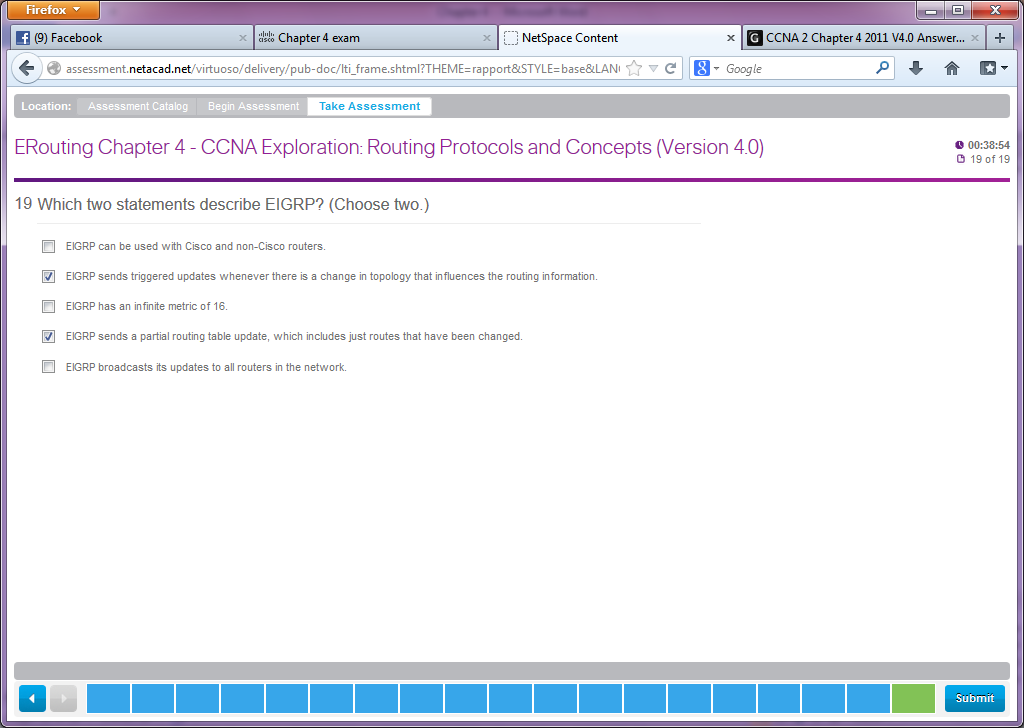 Firefox
(9) Facebook
Chapter 4 exam
NetSpace Content
G CCNA 2 Chapter 4 2011 V4.0 Answer...
assessment.netacad.net/virtuoso/delivery/pub-doc/lti_frame.shtml?THEME=rapport&STYLE=base&LAN
Google
Location: Assessment Catalog Begin Assessment Take Assessment
ERouting Chapter 4 - CCNA Exploration: Routing Protocols and Concepts (Version 4.0)
00:38:54
19 of 19
19 Which two statements describe EIGRP? (Choose two.)
EIGRP can be used with Cisco and non-Cisco routers.
EIGRP sends triggered updates whenever there is a change in topology that influences the routing information.
EIGRP has an infinite metric of 16.
EIGRP sends a partial routing table update, which includes just routes that have been changed.
EIGRP broadcasts its updates to all routers in the network.
Submit